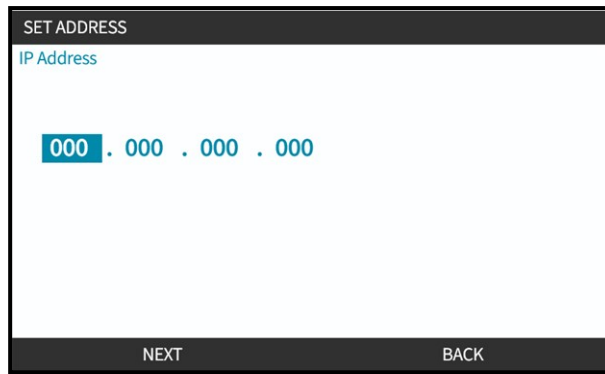 SET ADDRESS
IP Address
000 . 000 . 000 . 000
NEXT BACK